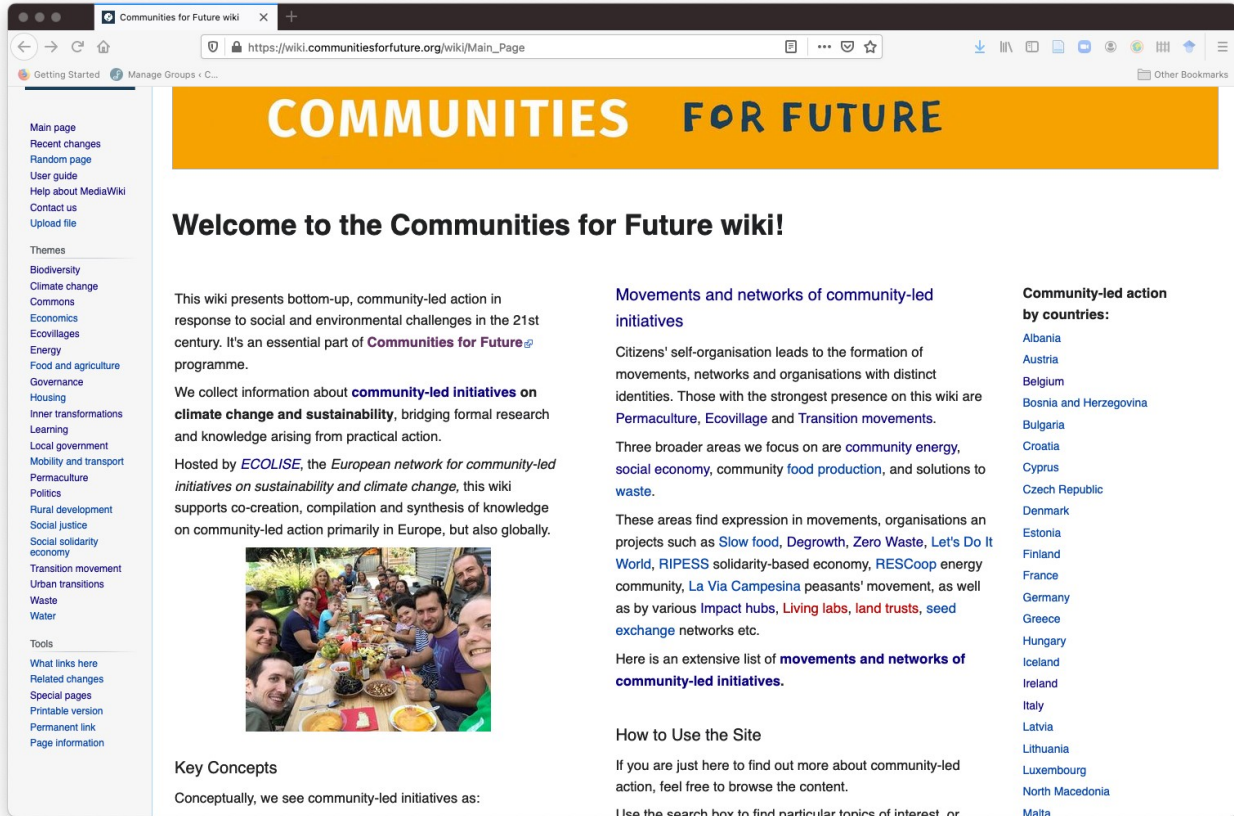 Communities for Future wiki
https://wiki.communitiesforfuture.org/wiki/Main_Page
Getting Started
Manage Groups ‹ C...
Other Bookmarks
COMMUNITIES FOR FUTURE
Main page
Recent changes
Random page
User guide
Help about MediaWiki
Contact us
Upload file
Themes
Biodiversity
Climate change
Commons
Economics
Ecovillages
Energy
Food and agriculture
Governance
Housing
Inner transformations
Learning
Local government
Mobility and transport
Permaculture
Politics
Rural development
Social justice
Social solidarity
economy
Transition movement
Urban transitions
Waste
Water
Tools
What links here
Related changes
Special pages
Printable version
Permanent link
Page information
Welcome to the Communities for Future wiki!
This wiki presents bottom-up, community-led action in
response to social and environmental challenges in the 21st
century. It's an essential part of Communities for Future
programme.
We collect information about community-led initiatives on
climate change and sustainability, bridging formal research
and knowledge arising from practical action.
Hosted by ECOLISE, the European network for community-led
initiatives on sustainability and climate change, this wiki
supports co-creation, compilation and synthesis of knowledge
on community-led action primarily in Europe, but also globally.
Key Concepts
Conceptually, we see community-led initiatives as:
Movements and networks of community-led
initiatives
Citizens' self-organisation leads to the formation of
movements, networks and organisations with distinct
identities. Those with the strongest presence on this wiki are
Permaculture, Ecovillage and Transition movements.
Three broader areas we focus on are community energy,
social economy, community food production, and solutions to
waste.
These areas find expression in movements, organisations an
projects such as Slow food, Degrowth, Zero Waste, Let's Do It
World, RIPESS solidarity-based economy, RESCoop energy
community, La Via Campesina peasants' movement, as well
as by various Impact hubs, Living labs, land trusts, seed
exchange networks etc.
Here is an extensive list of movements and networks of
community-led initiatives.
How to Use the Site
If you are just here to find out more about community-led
action, feel free to browse the content.
Use the search box to find particular topics of interest, or
Community-led action
by countries:
Albania
Austria
Belgium
Bosnia and Herzegovina
Bulgaria
Croatia
Cyprus
Czech Republic
Denmark
Estonia
Finland
France
Germany
Greece
Hungary
Iceland
Ireland
Italy
Latvia
Lithuania
Luxembourg
North Macedonia
Malta